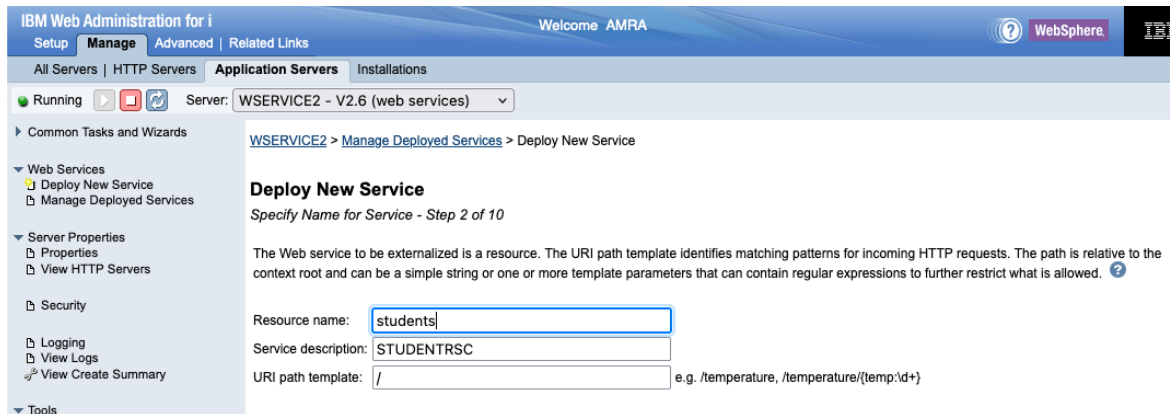 IBM Web Administration for i
Welcome AMRA
WebSphere.
Setup Manage Advanced | Related Links
All Servers | HTTP Servers Application Servers Installations
Running Server: WSERVICE2 - V2.6 (web services)
Common Tasks and Wizards
Web Services
Deploy New Service
Manage Deployed Services
Server Properties
Properties
View HTTP Servers
Security
Logging
View Logs
View Create Summary
Tools
WSERVICE2 > Manage Deployed Services > Deploy New Service
Deploy New Service
Specify Name for Service - Step 2 of 10
The Web service to be externalized is a resource. The URI path template identifies matching patterns for incoming HTTP requests. The path is relative to the
context root and can be a simple string or one or more template parameters that can contain regular expressions to further restrict what is allowed. ?
Resource name: students
Service description: STUDENTRSC
URI path template: / e.g. /temperature, /temperature/{temp:\d+}